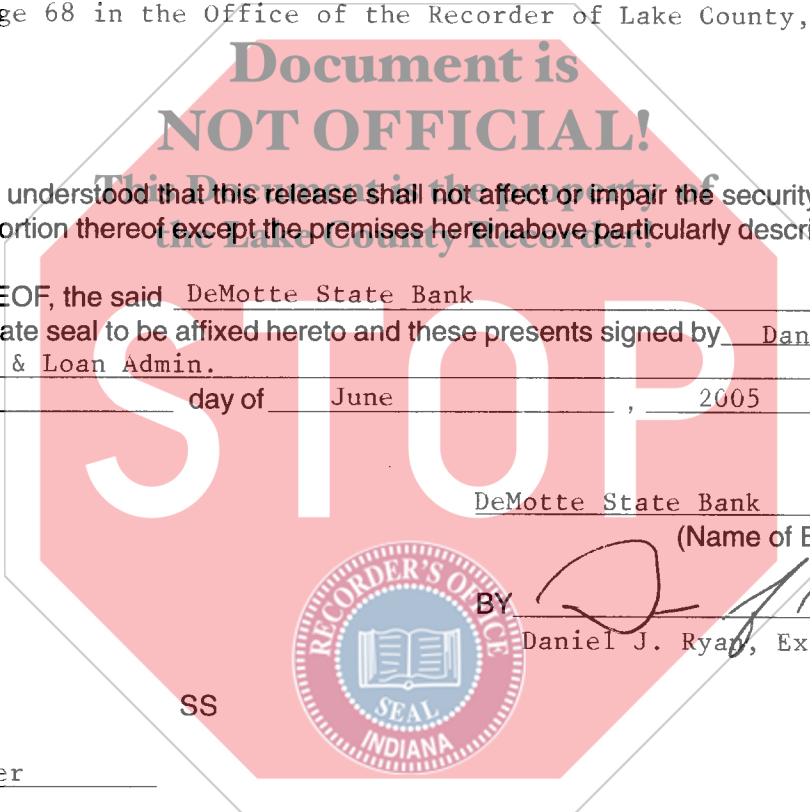 ge 68 in the Office of the Recorder of Lake County,
Document is
NOT OFFICIAL!
This Document is the property of
understood that this release shall not affect or impair the security
the Lake County Recorder!
ortion thereof except the premises hereinabove particularly descri
EOF, the said DeMotte State Bank
ate seal to be affixed hereto and these presents signed by Dan
& Loan Admin.
day of June , 2005
STOP
DeMotte State Bank
(Name of B
RECORDER'S OFFICE
BY
Daniel J. Ryan, Ex
SEAL
SS
INDIANA
er